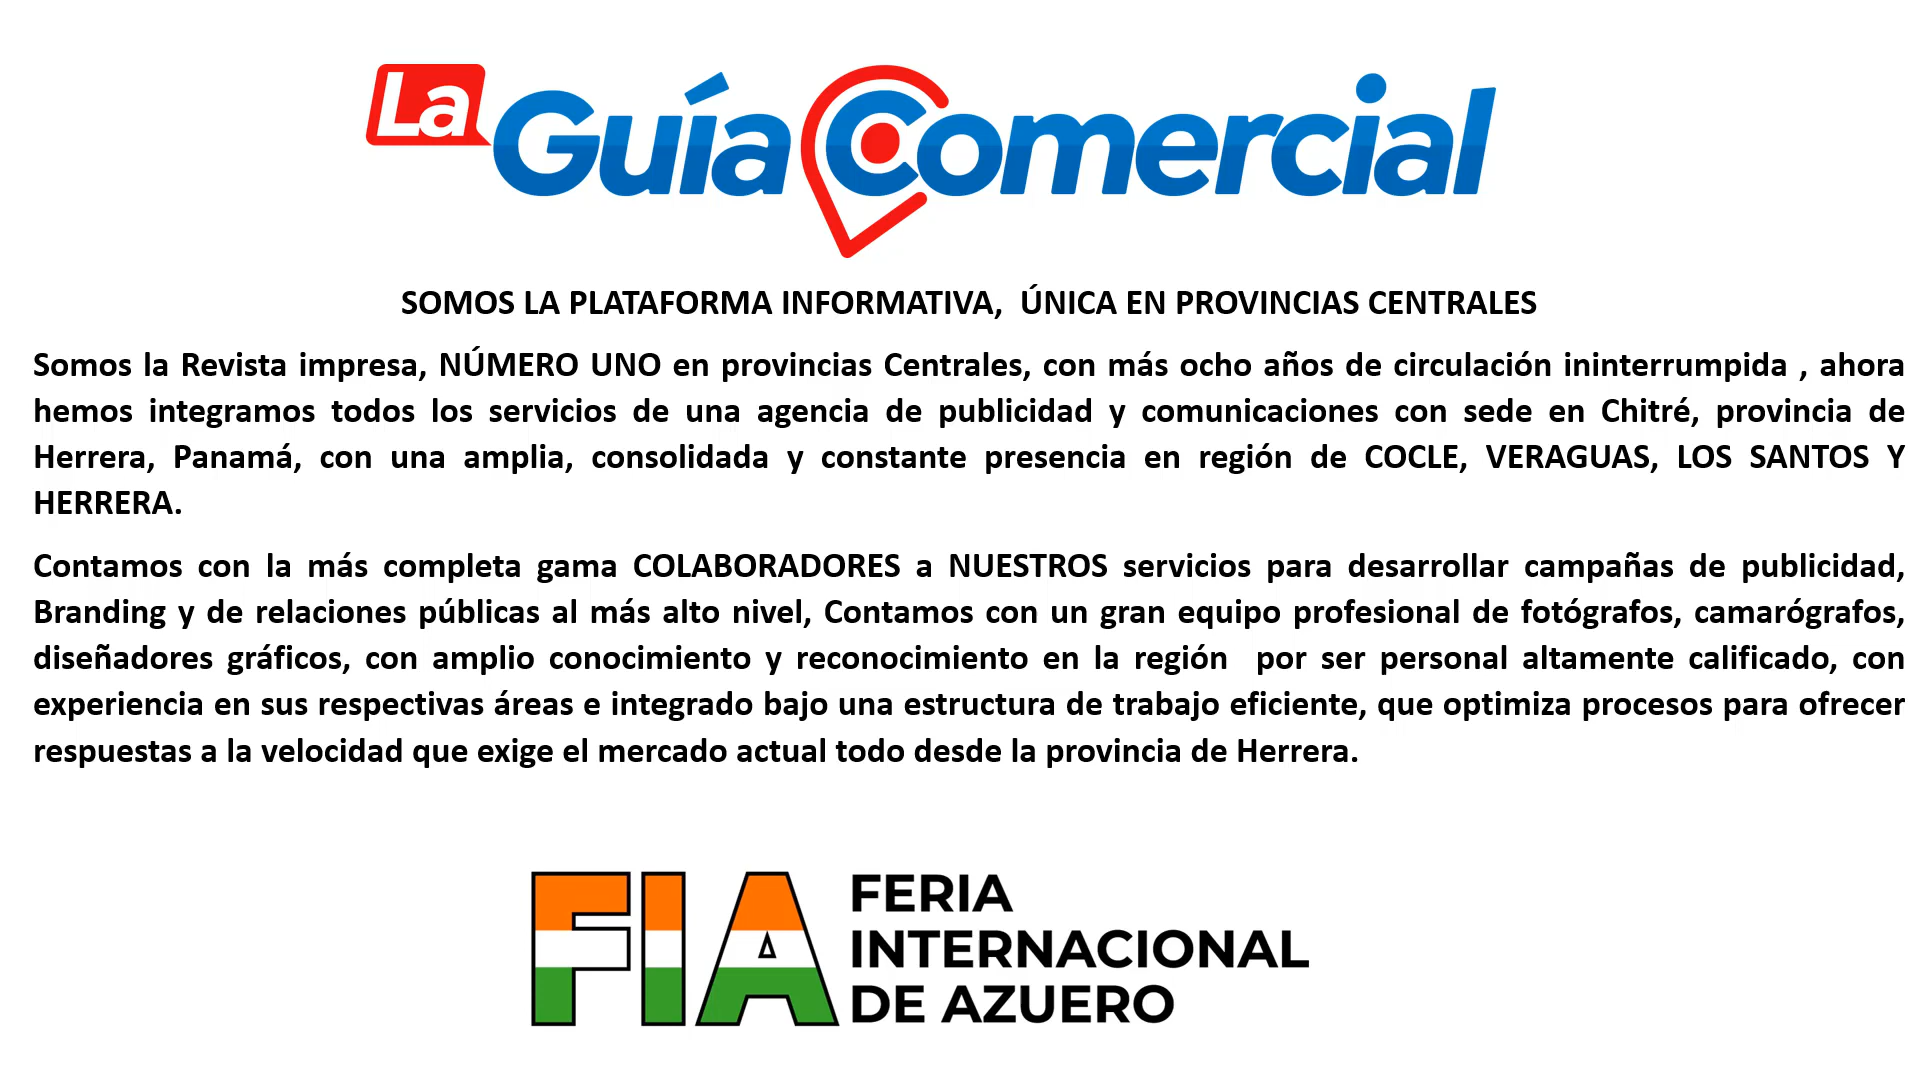 La Guía Comercial
SOMOS LA PLATAFORMA INFORMATIVA, ÚNICA EN PROVINCIAS CENTRALES
Somos la Revista impresa, NÚMERO UNO en provincias Centrales, con más ocho años de circulación ininterrumpida , ahora
hemos integramos todos los servicios de una agencia de publicidad y comunicaciones con sede en Chitré, provincia de
Herrera, Panamá, con una amplia, consolidada y constante presencia en región de COCLE, VERAGUAS, LOS SANTOS Y
HERRERA.
Contamos con la más completa gama COLABORADORES a NUESTROS servicios para desarrollar campañas de publicidad,
Branding y de relaciones públicas al más alto nivel, Contamos con un gran equipo profesional de fotógrafos, camarógrafos,
diseñadores gráficos, con amplio conocimiento y reconocimiento en la región por ser personal altamente calificado, con
experiencia en sus respectivas áreas e integrado bajo una estructura de trabajo eficiente, que optimiza procesos para ofrecer
respuestas a la velocidad que exige el mercado actual todo desde la provincia de Herrera.
FIA
FERIA
INTERNACIONAL
DE AZUERO